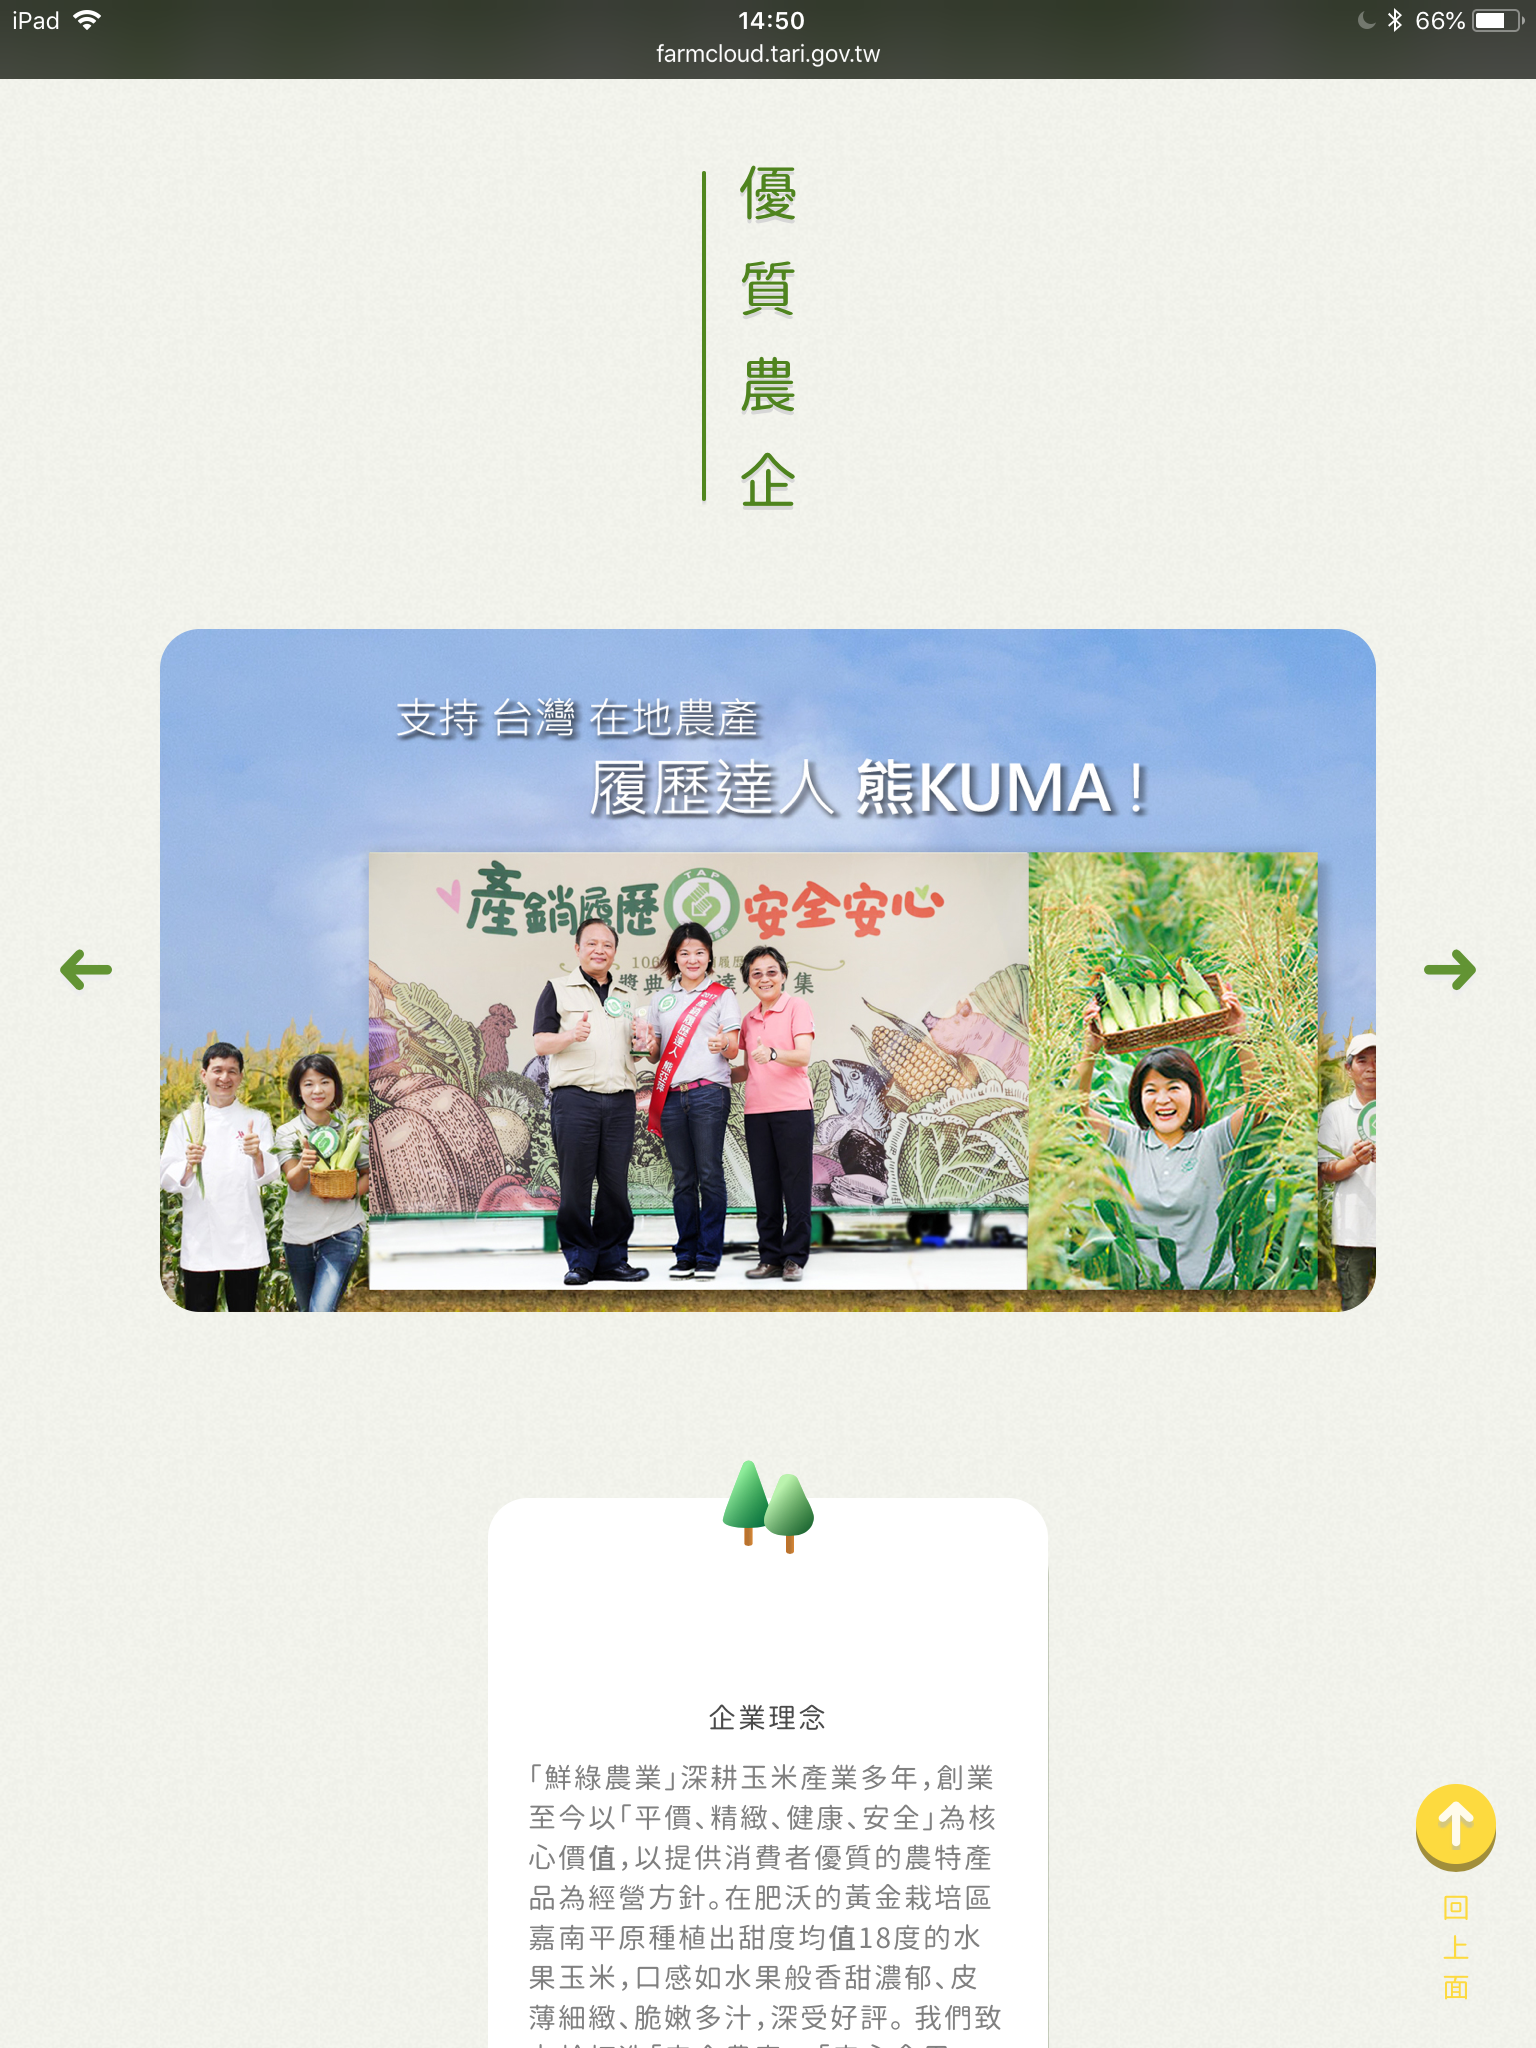 iPad
14:50
66%
farmcloud.tari.gov.tw
優質農企
支持 台灣 在地農產
履歷達人 熊KUMA！
產銷履歷
TAP
安全安心
企業理念
「鮮綠農業」深耕玉米產業多年，創業
至今以「平價、精緻、健康、安全」為核
心價值，以提供消費者優質的農特產
品為經營方針。在肥沃的黃金栽培區
嘉南平原種植出甜度均值18度的水
果玉米，口感如水果般香甜濃郁、皮
薄細緻、脆嫩多汁，深受好評。我們致
回上面